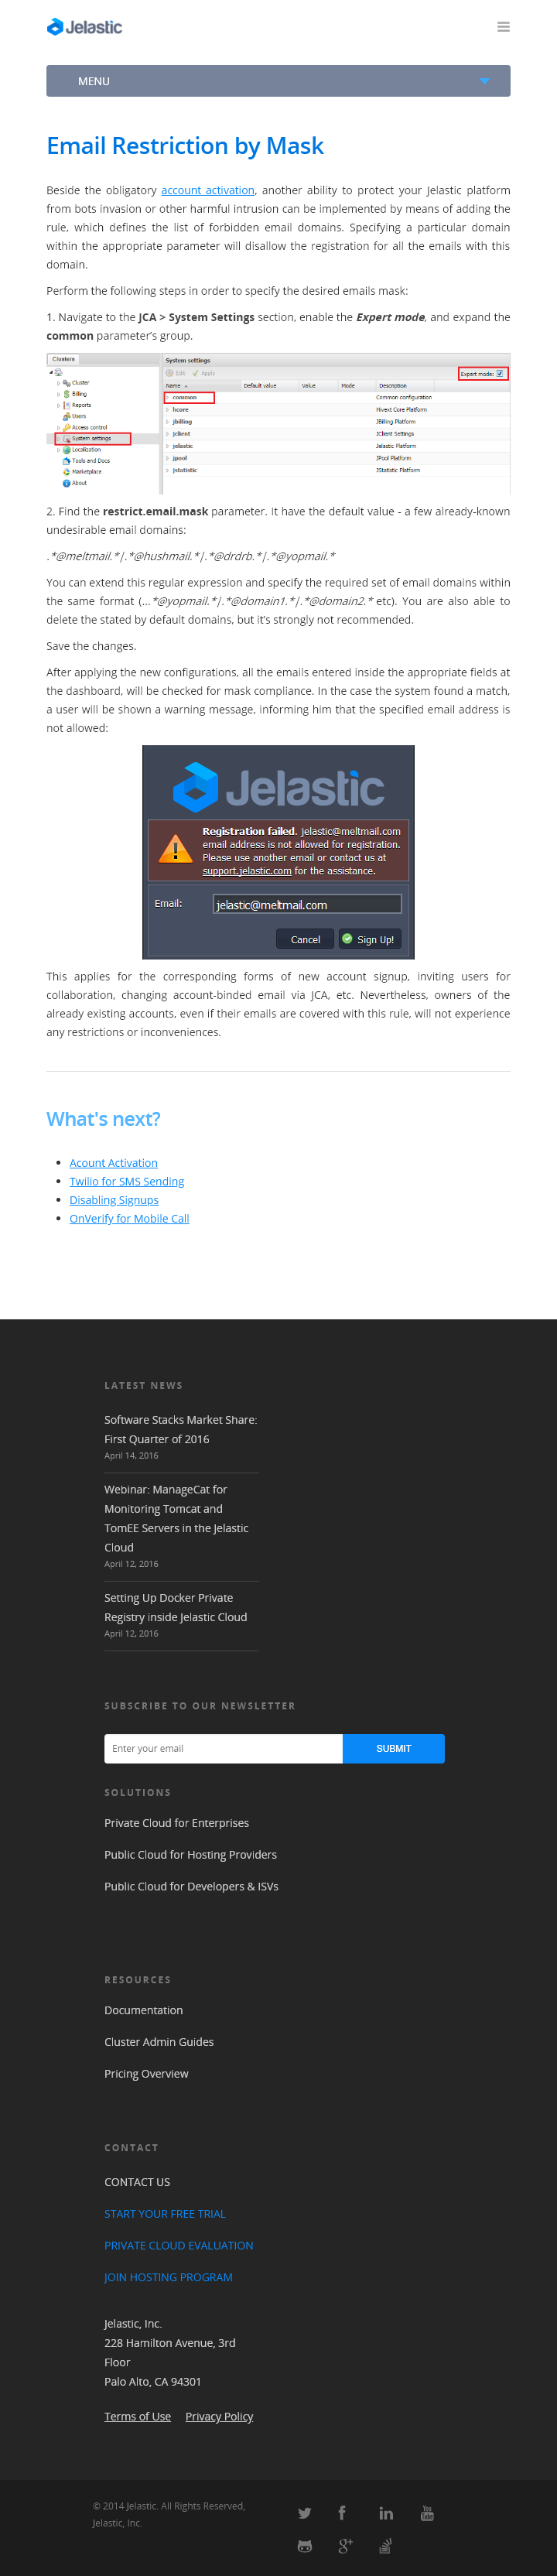 Jelastic
MENU
Email Restriction by Mask
Beside the obligatory account activation, another ability to protect your Jelastic platform
from bots invasion or other harmful intrusion can be implemented by means of adding the
rule, which defines the list of forbidden email domains. Specifying a particular domain
within the appropriate parameter will disallow the registration for all the emails with this
domain.
Perform the following steps in order to specify the desired emails mask:
1. Navigate to the JCA > System Settings section, enable the Expert mode, and expand the
common parameter's group.
Clusters
System settings
Edit Apply
Expert mode:
Name Default value Value Mode Description
Cluster
Billing
Reports
Users
Access control
System settings
Localization
Tools and Docs
Marketplace
About
common Common configuration
hcore Hivext Core Platform
jbilling JBilling Platform
jclient JClient Settings
jelastic Jelastic Platform
jpool JPool Platform
jstatistic JStatistic Platform
2. Find the restrict.email.mask parameter. It have the default value - a few already-known
undesirable email domains:
.*@meltmail.*|.*@hushmail.*|.*@drdrb.*|.*@yopmail.*
You can extend this regular expression and specify the required set of email domains within
the same format (...*@yopmail.*|.*@domain1.*|.*@domain2.* etc). You are also able to
delete the stated by default domains, but it's strongly not recommended.
Save the changes.
After applying the new configurations, all the emails entered inside the appropriate fields at
the dashboard, will be checked for mask compliance. In the case the system found a match,
a user will be shown a warning message, informing him that the specified email address is
not allowed:
Jelastic
Registration failed. jelastic@meltmail.com
email address is not allowed for registration.
Please use another email or contact us at
support.jelastic.com for the assistance.
Email: jelastic@meltmail.com
Cancel Sign Up!
This applies for the corresponding forms of new account signup, inviting users for
collaboration, changing account-binded email via JCA, etc. Nevertheless, owners of the
already existing accounts, even if their emails are covered with this rule, will not experience
any restrictions or inconveniences.
What's next?
Acount Activation
Twilio for SMS Sending
Disabling Signups
OnVerify for Mobile Call
LATEST NEWS
Software Stacks Market Share:
First Quarter of 2016
April 14, 2016
Webinar: ManageCat for
Monitoring Tomcat and
TomEE Servers in the Jelastic
Cloud
April 12, 2016
Setting Up Docker Private
Registry inside Jelastic Cloud
April 12, 2016
SUBSCRIBE TO OUR NEWSLETTER
Enter your email SUBMIT
SOLUTIONS
Private Cloud for Enterprises
Public Cloud for Hosting Providers
Public Cloud for Developers & ISVs
RESOURCES
Documentation
Cluster Admin Guides
Pricing Overview
CONTACT
CONTACT US
START YOUR FREE TRIAL
PRIVATE CLOUD EVALUATION
JOIN HOSTING PROGRAM
Jelastic, Inc.
228 Hamilton Avenue, 3rd
Floor
Palo Alto, CA 94301
Terms of Use Privacy Policy
© 2014 Jelastic. All Rights Reserved,
Jelastic, Inc.